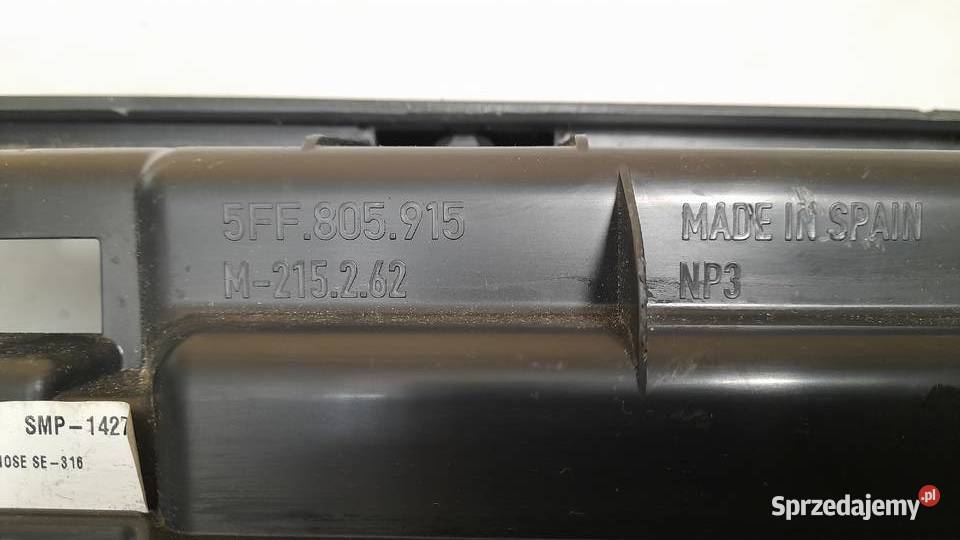 5FF.805.915
M-215.2.62
MADE IN SPAIN
NP3
SMP-1427
SE-316
Sprzedajemy.pl